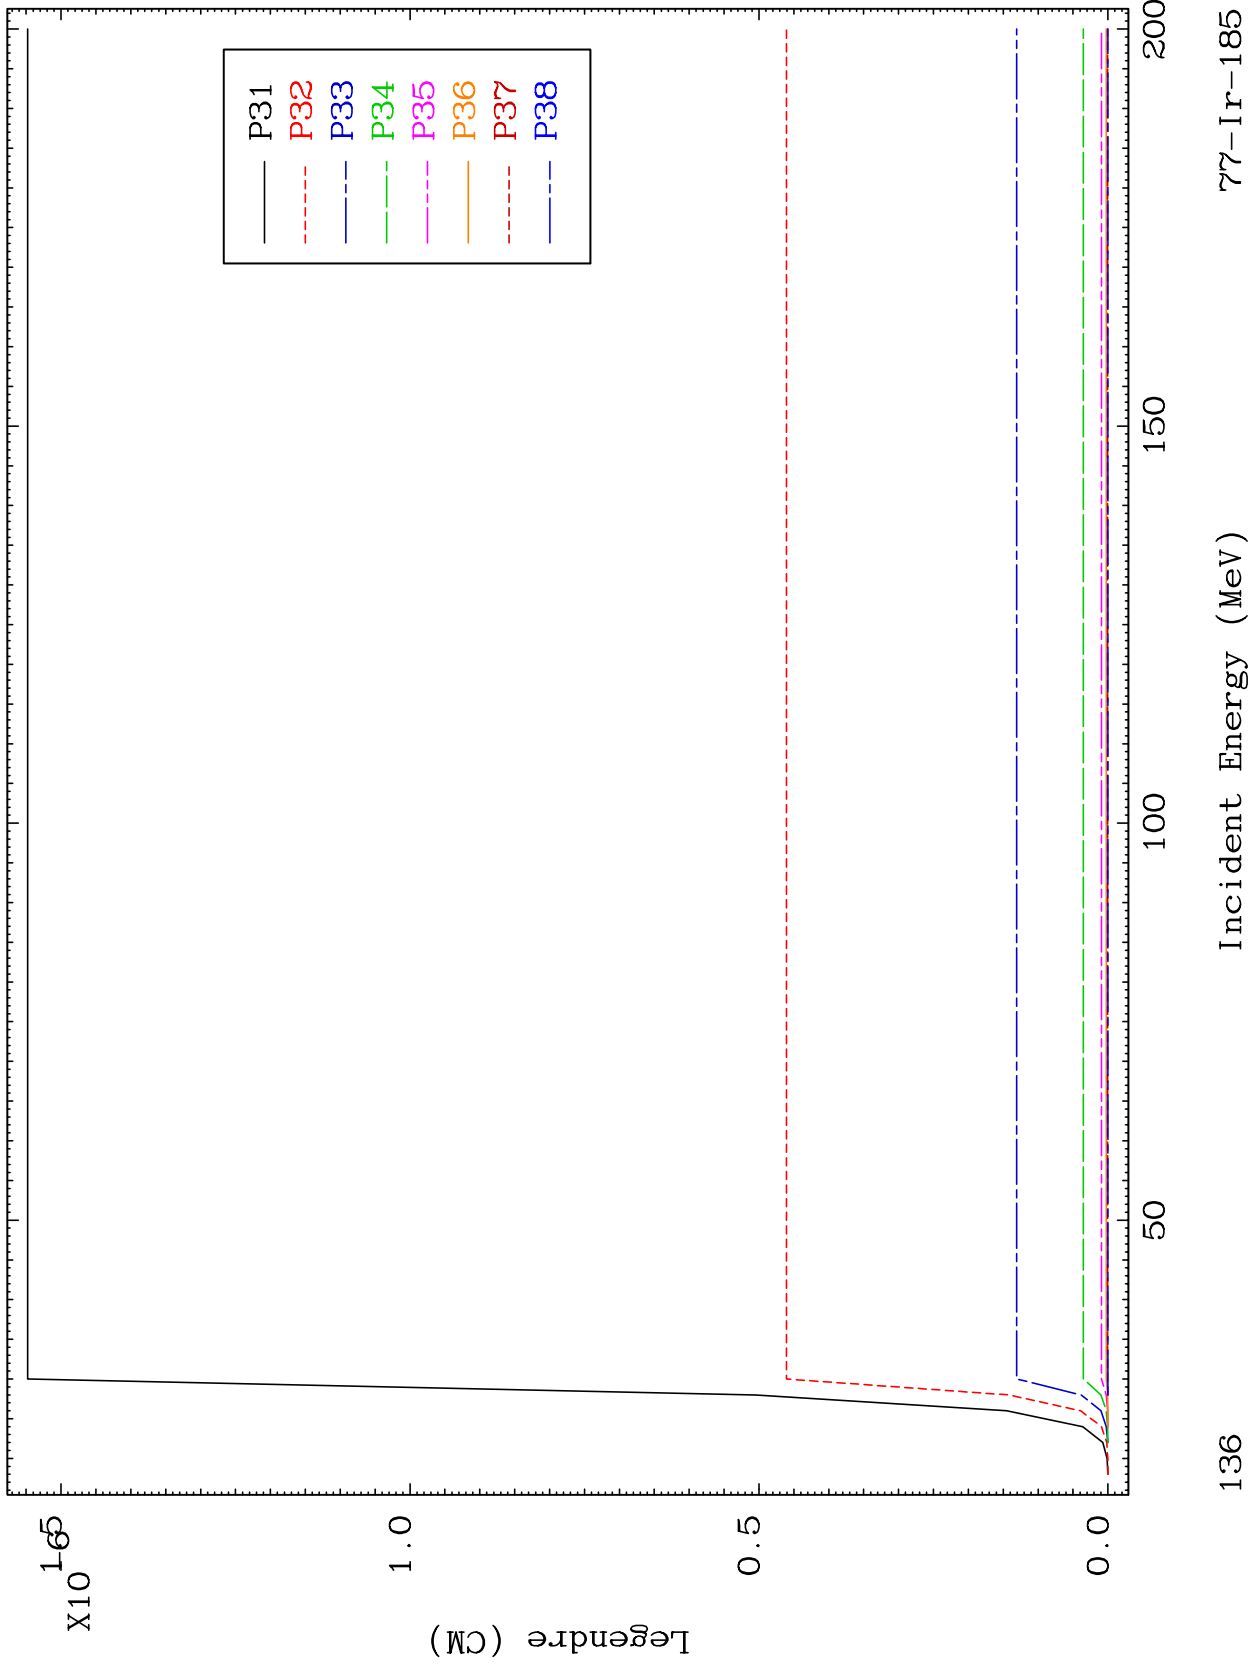 X10 -6
1.5
1.0
0.5
0.0
Legendre (CM)
P31
P32
P33
P34
P35
P36
P37
P38
50
100
150
200
136
Incident Energy (MeV)
77-Ir-185